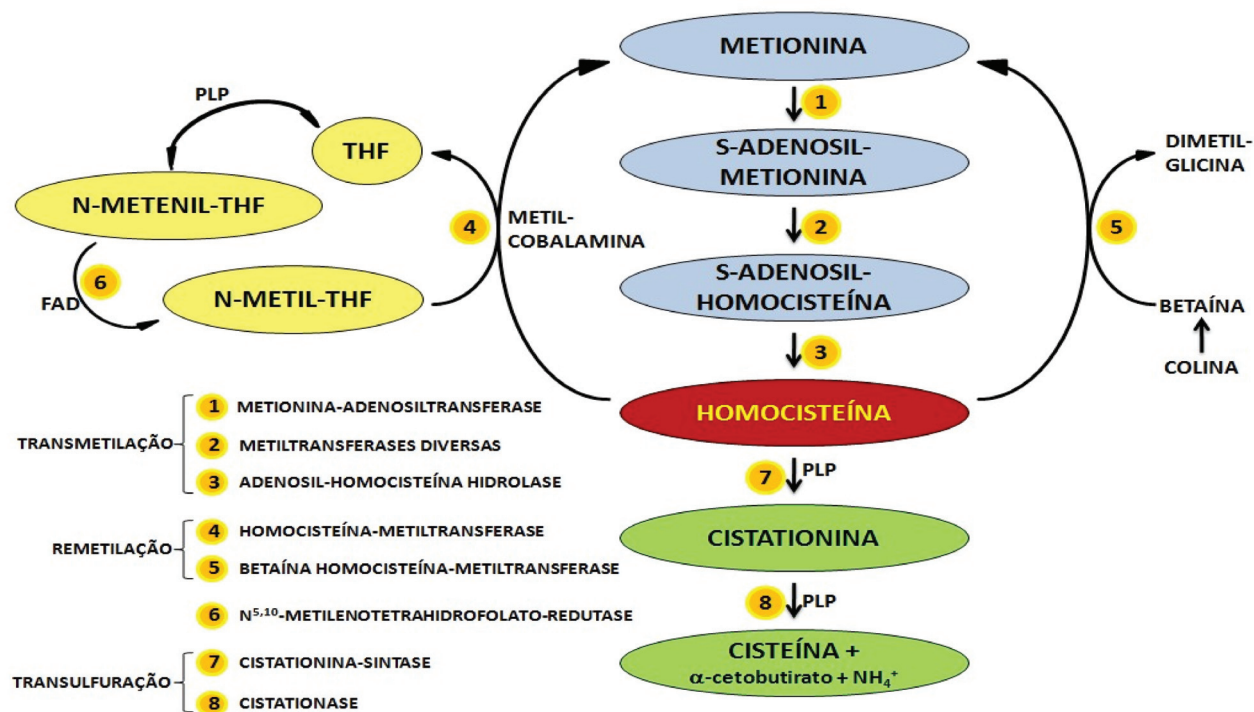 METIONINA
1
PLP
THF
S-ADENOSIL-
METIONINA
DIMETIL-
GLICINA
N-METENIL-THF
4
METIL-
COBALAMINA
2
5
6
FAD
N-METIL-THF
S-ADENOSIL-
HOMOCISTEÍNA
BETAÍNA
3
COLINA
HOMOCISTEÍNA
7
PLP
CISTATIONINA
8
PLP
CISTEÍNA +
α-cetobutirato + NH₄⁺
TRANSMETILAÇÃO
1 METIONINA-ADENOSILTRANSFERASE
2 METILTRANSFERASES DIVERSAS
3 ADENOSIL-HOMOCISTEÍNA HIDROLASE
REMETILAÇÃO
4 HOMOCISTEÍNA-METILTRANSFERASE
5 BETAÍNA HOMOCISTEÍNA-METILTRANSFERASE
6 N⁵,¹⁰-METILENOTETRAHIDROFOLATO-REDUTASE
TRANSULFURAÇÃO
7 CISTATIONINA-SINTASE
8 CISTATIONASE